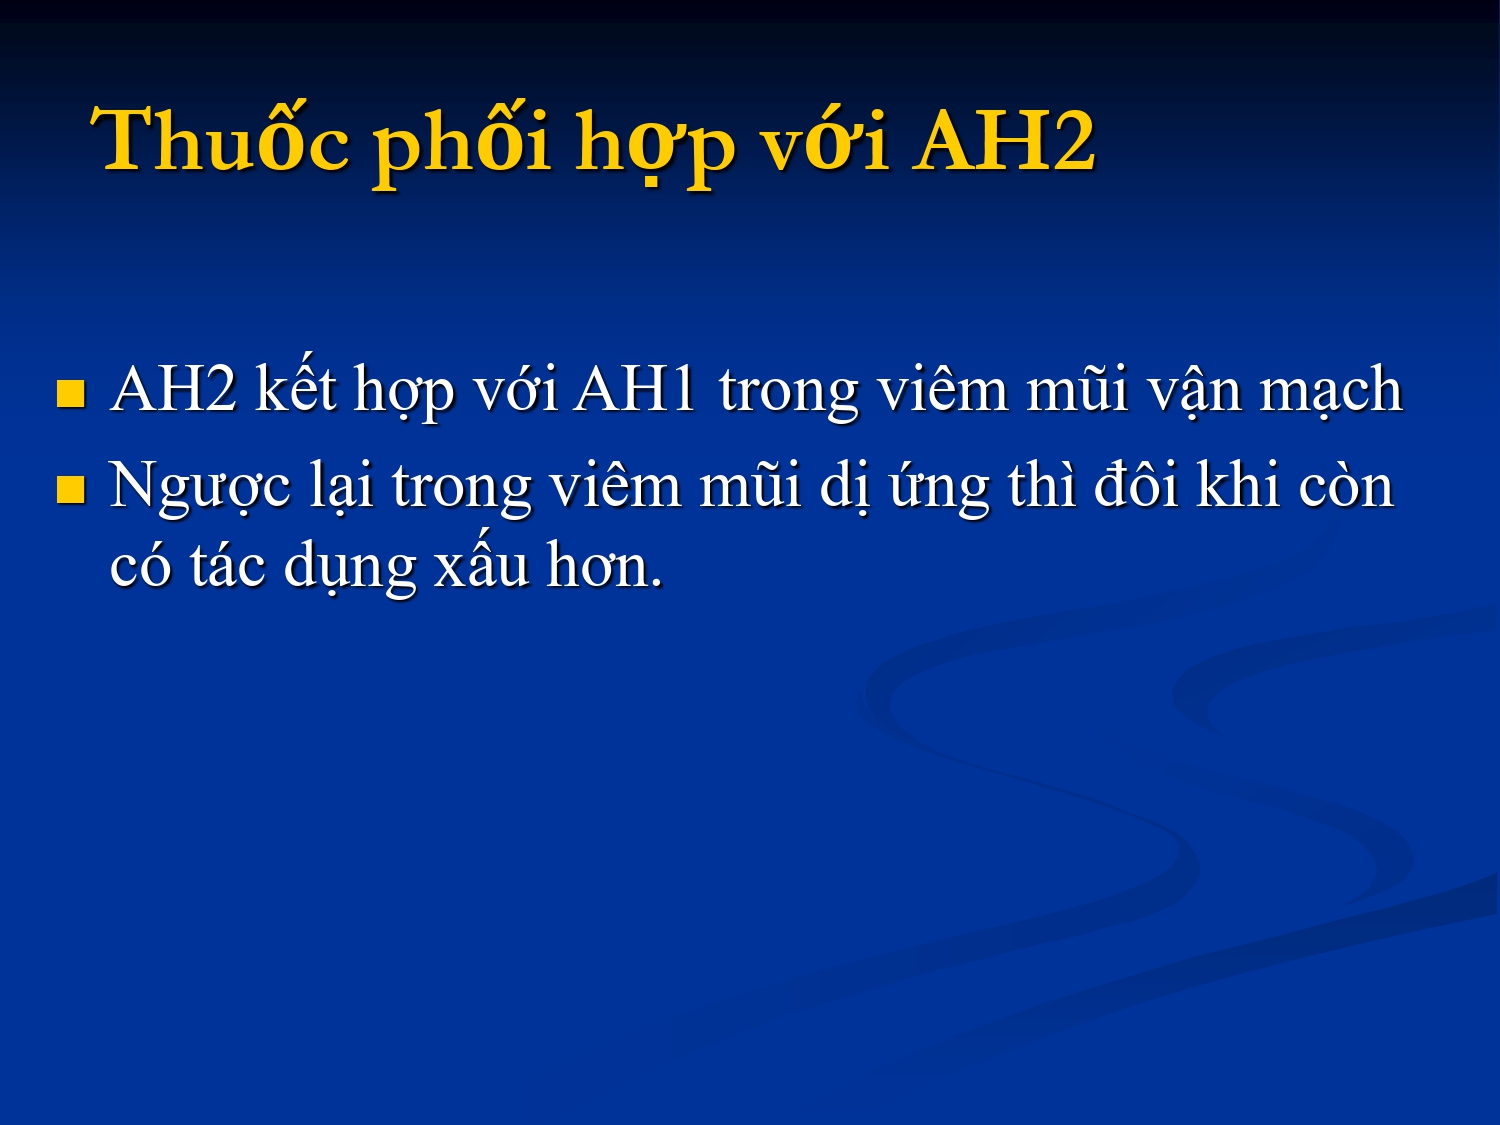 Thuốc phối hợp với AH2
AH2 kết hợp với AH1 trong viêm mũi vận mạch
Ngược lại trong viêm mũi dị ứng thì đôi khi còn
có tác dụng xấu hơn.